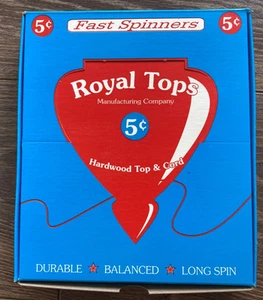 5¢ Fast Spinners 5¢
Royal Tops
Manufacturing Company
5¢
Hardwood Top & Cord
DURABLE ★ BALANCED ★ LONG SPIN